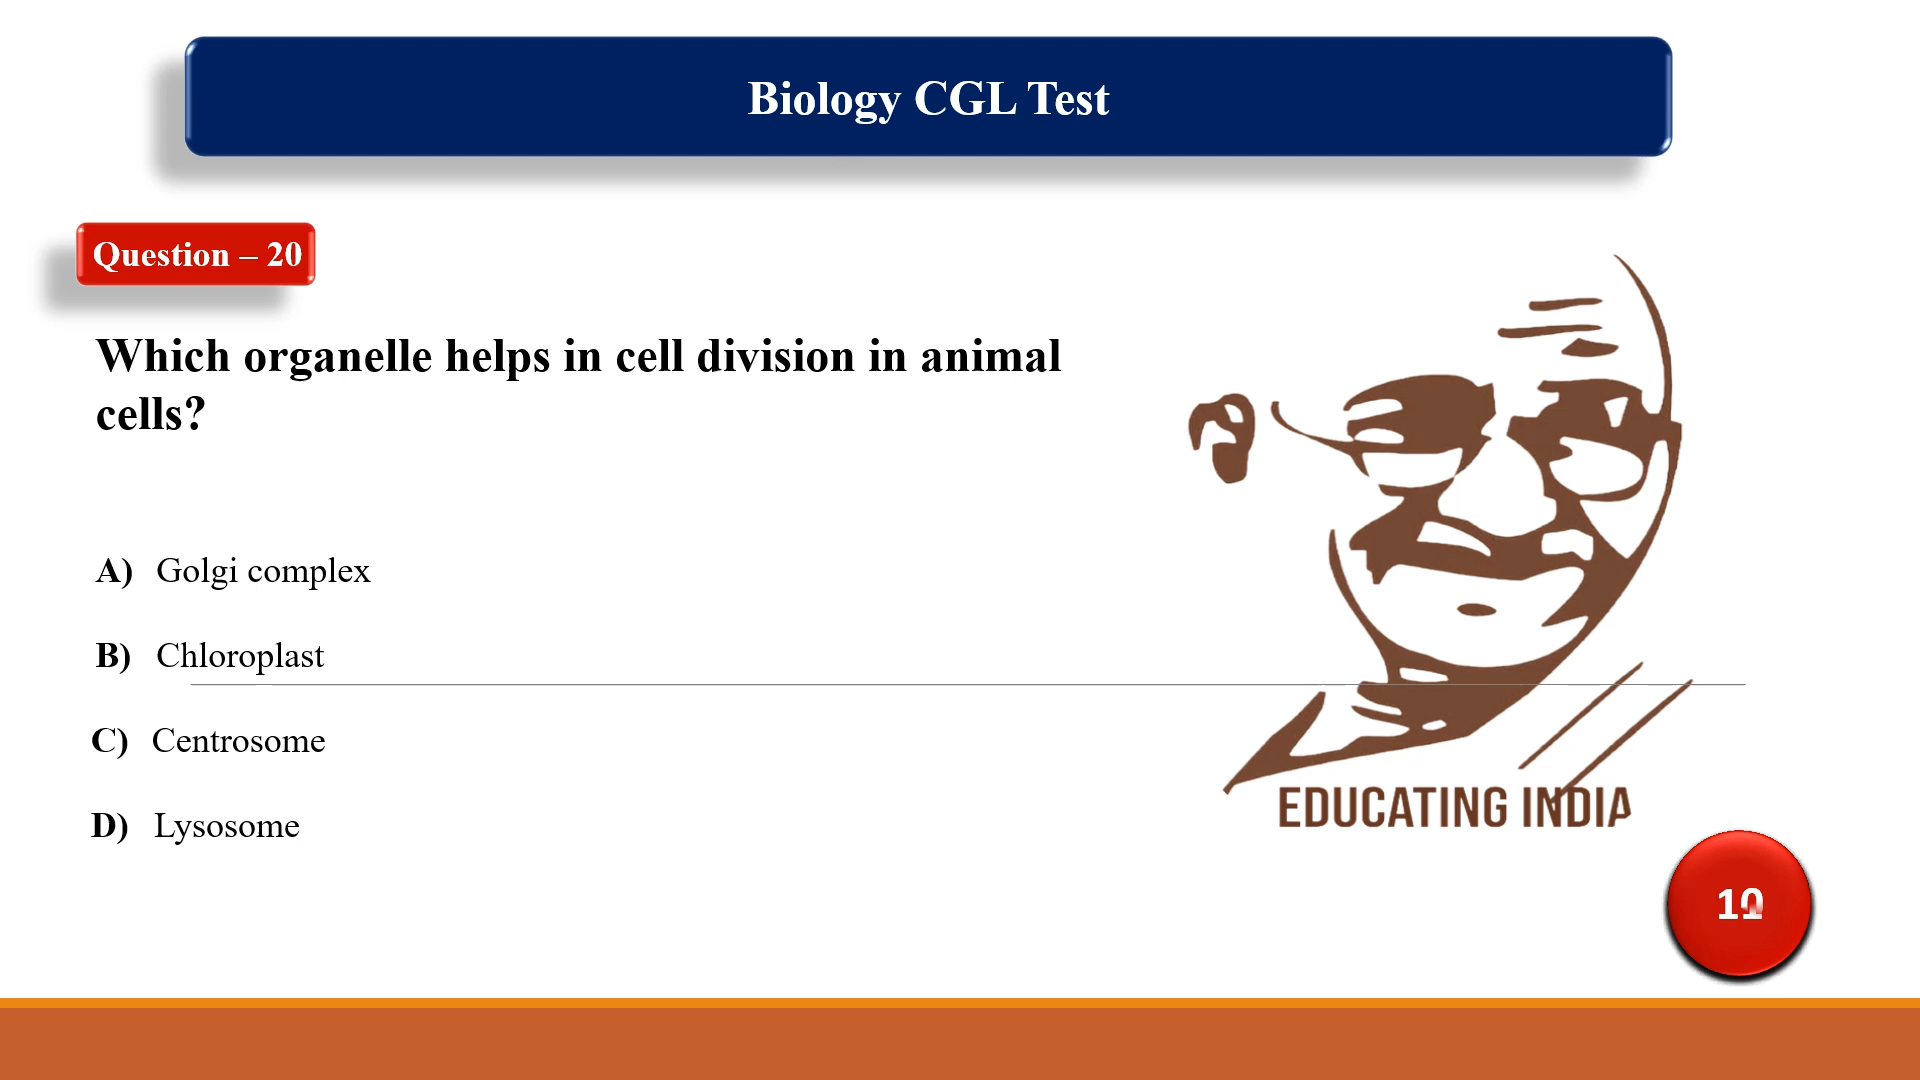 Biology CGL Test
Question – 20
Which organelle helps in cell division in animal
cells?
A) Golgi complex
B) Chloroplast
C) Centrosome
D) Lysosome
EDUCATING INDIA